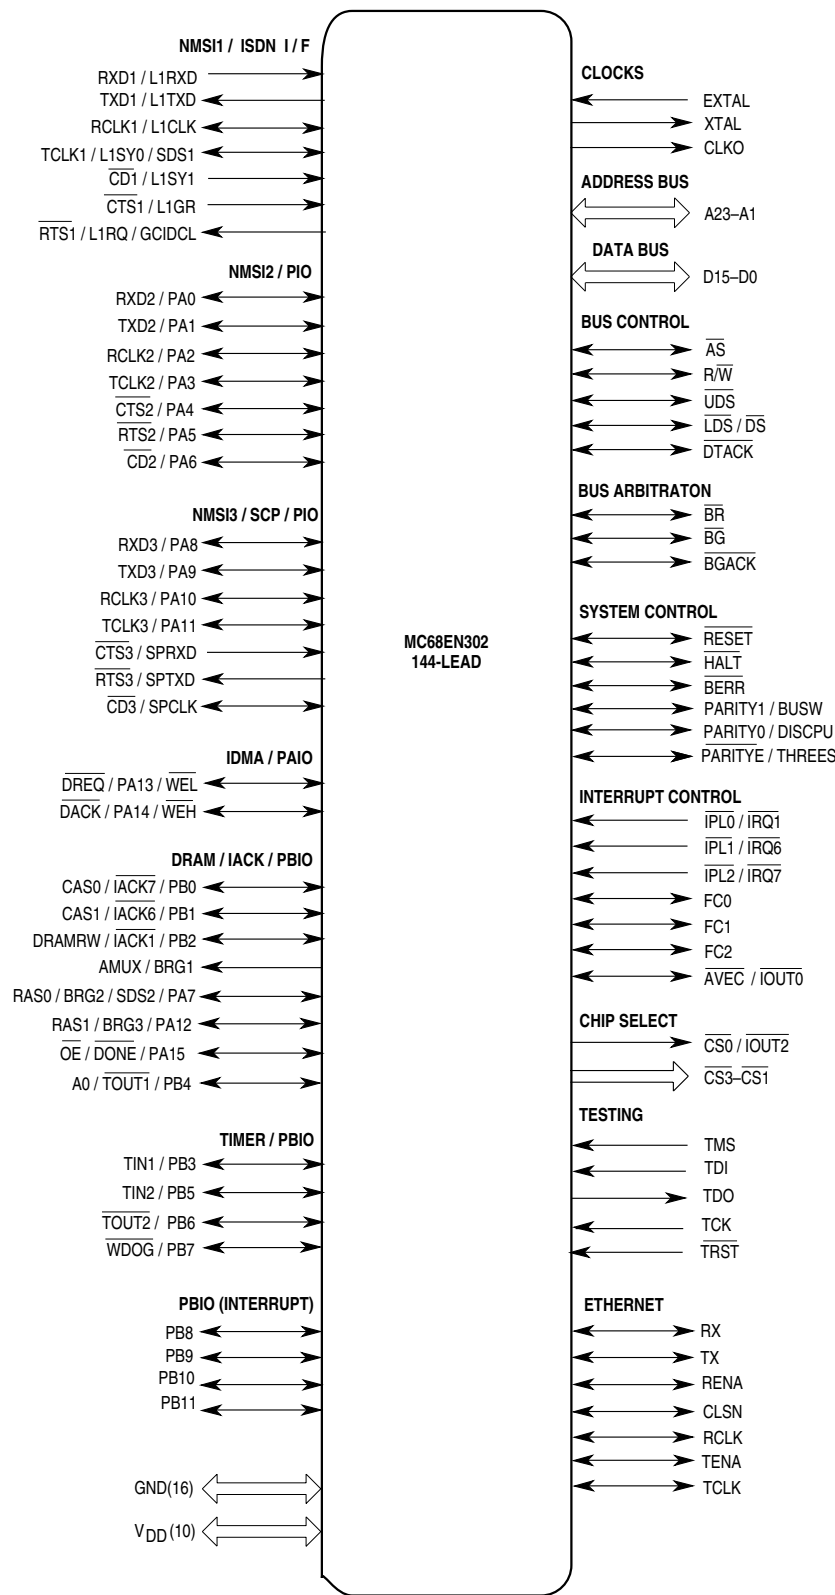 NMSI1 / ISDN I / F
RXD1 / L1RXD
TXD1 / L1TXD
RCLK1 / L1CLK
TCLK1 / L1SY0 / SDS1
CD1 / L1SY1
CTS1 / L1GR
RTS1 / L1RQ / GCIDCL
NMSI2 / PIO
RXD2 / PA0
TXD2 / PA1
RCLK2 / PA2
TCLK2 / PA3
CTS2 / PA4
RTS2 / PA5
CD2 / PA6
NMSI3 / SCP / PIO
RXD3 / PA8
TXD3 / PA9
RCLK3 / PA10
TCLK3 / PA11
CTS3 / SPRXD
RTS3 / SPTXD
CD3 / SPCLK
IDMA / PAIO
DREQ / PA13 / WEL
DACK / PA14 / WEH
DRAM / IACK / PBIO
CAS0 / IACK7 / PB0
CAS1 / IACK6 / PB1
DRAMRW / IACK1 / PB2
AMUX / BRG1
RAS0 / BRG2 / SDS2 / PA7
RAS1 / BRG3 / PA12
OE / DONE / PA15
A0 / TOUT1 / PB4
TIMER / PBIO
TIN1 / PB3
TIN2 / PB5
TOUT2 / PB6
WDOG / PB7
PBIO (INTERRUPT)
PB8
PB9
PB10
PB11
GND(16)
VDD (10)
MC68EN302
144-LEAD
CLOCKS
EXTAL
XTAL
CLKO
ADDRESS BUS
A23–A1
DATA BUS
D15–D0
BUS CONTROL
AS
R/W
UDS
LDS / DS
DTACK
BUS ARBITRATON
BR
BG
BGACK
SYSTEM CONTROL
RESET
HALT
BERR
PARITY1 / BUSW
PARITY0 / DISCPU
PARITYE / THREES
INTERRUPT CONTROL
IPL0 / IRQ1
IPL1 / IRQ6
IPL2 / IRQ7
FC0
FC1
FC2
AVEC / IOUT0
CHIP SELECT
CS0 / IOUT2
CS3–CS1
TESTING
TMS
TDI
TDO
TCK
TRST
ETHERNET
RX
TX
RENA
CLSN
RCLK
TENA
TCLK